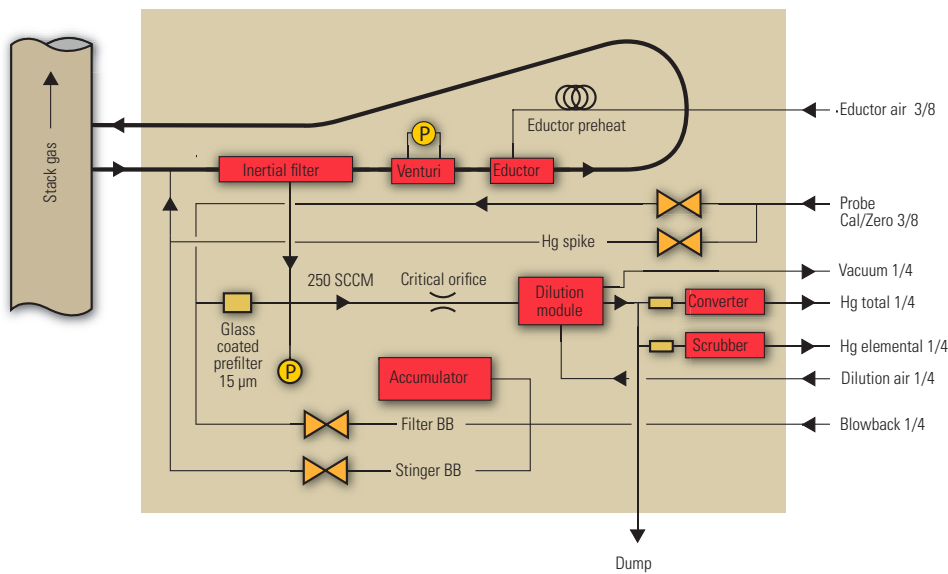 Stack gas
Eductor air 3/8
Eductor preheat
P
Inertial filter
Venturi
Eductor
Probe
Cal/Zero 3/8
Hg spike
Vacuum 1/4
250 SCCM
Critical orifice
Dilution
module
Converter
Hg total 1/4
Glass
coated
prefilter
15 µm
P
Scrubber
Hg elemental 1/4
Accumulator
Dilution air 1/4
Filter BB
Blowback 1/4
Stinger BB
Dump